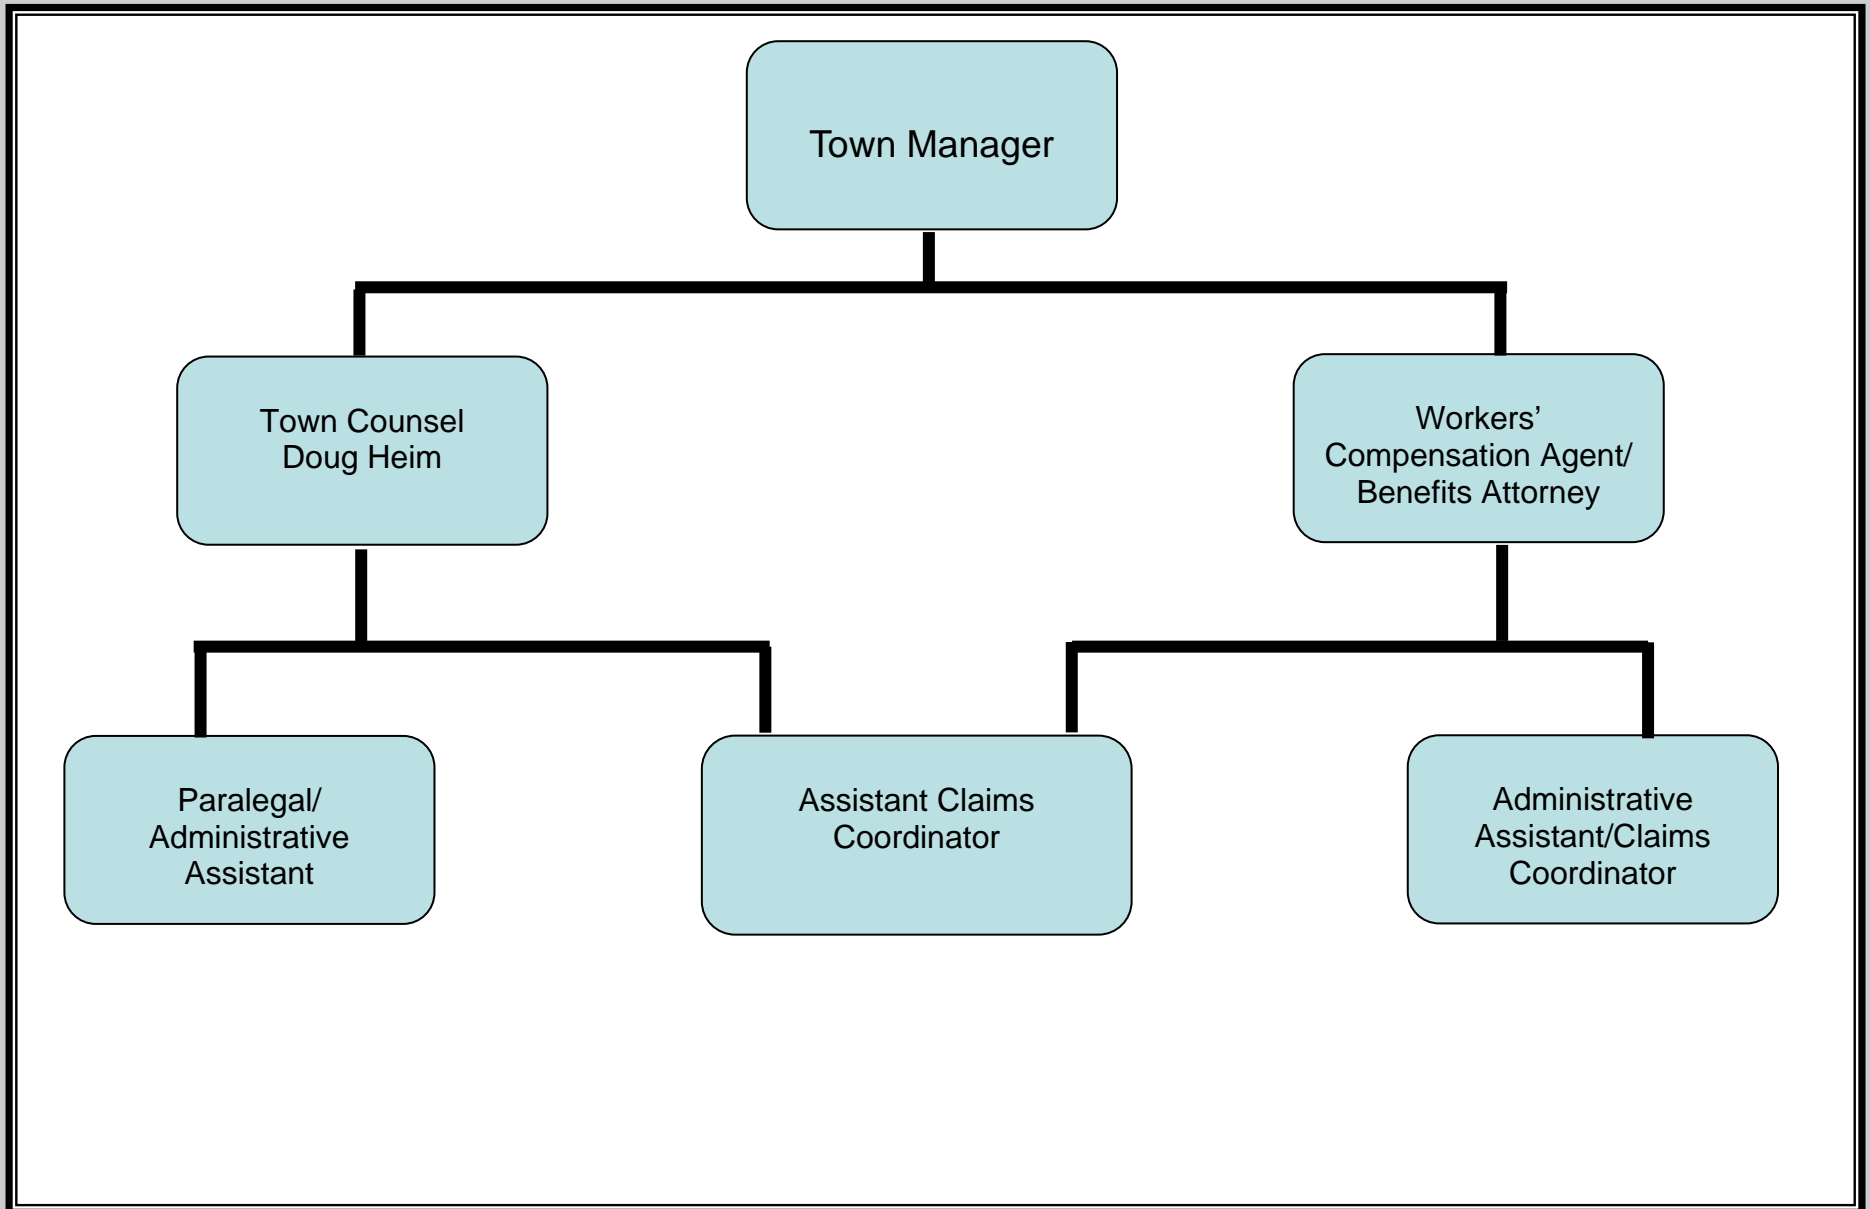 Town Manager
Town Counsel
Doug Heim
Workers’
Compensation Agent/
Benefits Attorney
Paralegal/
Administrative
Assistant
Assistant Claims
Coordinator
Administrative
Assistant/Claims
Coordinator